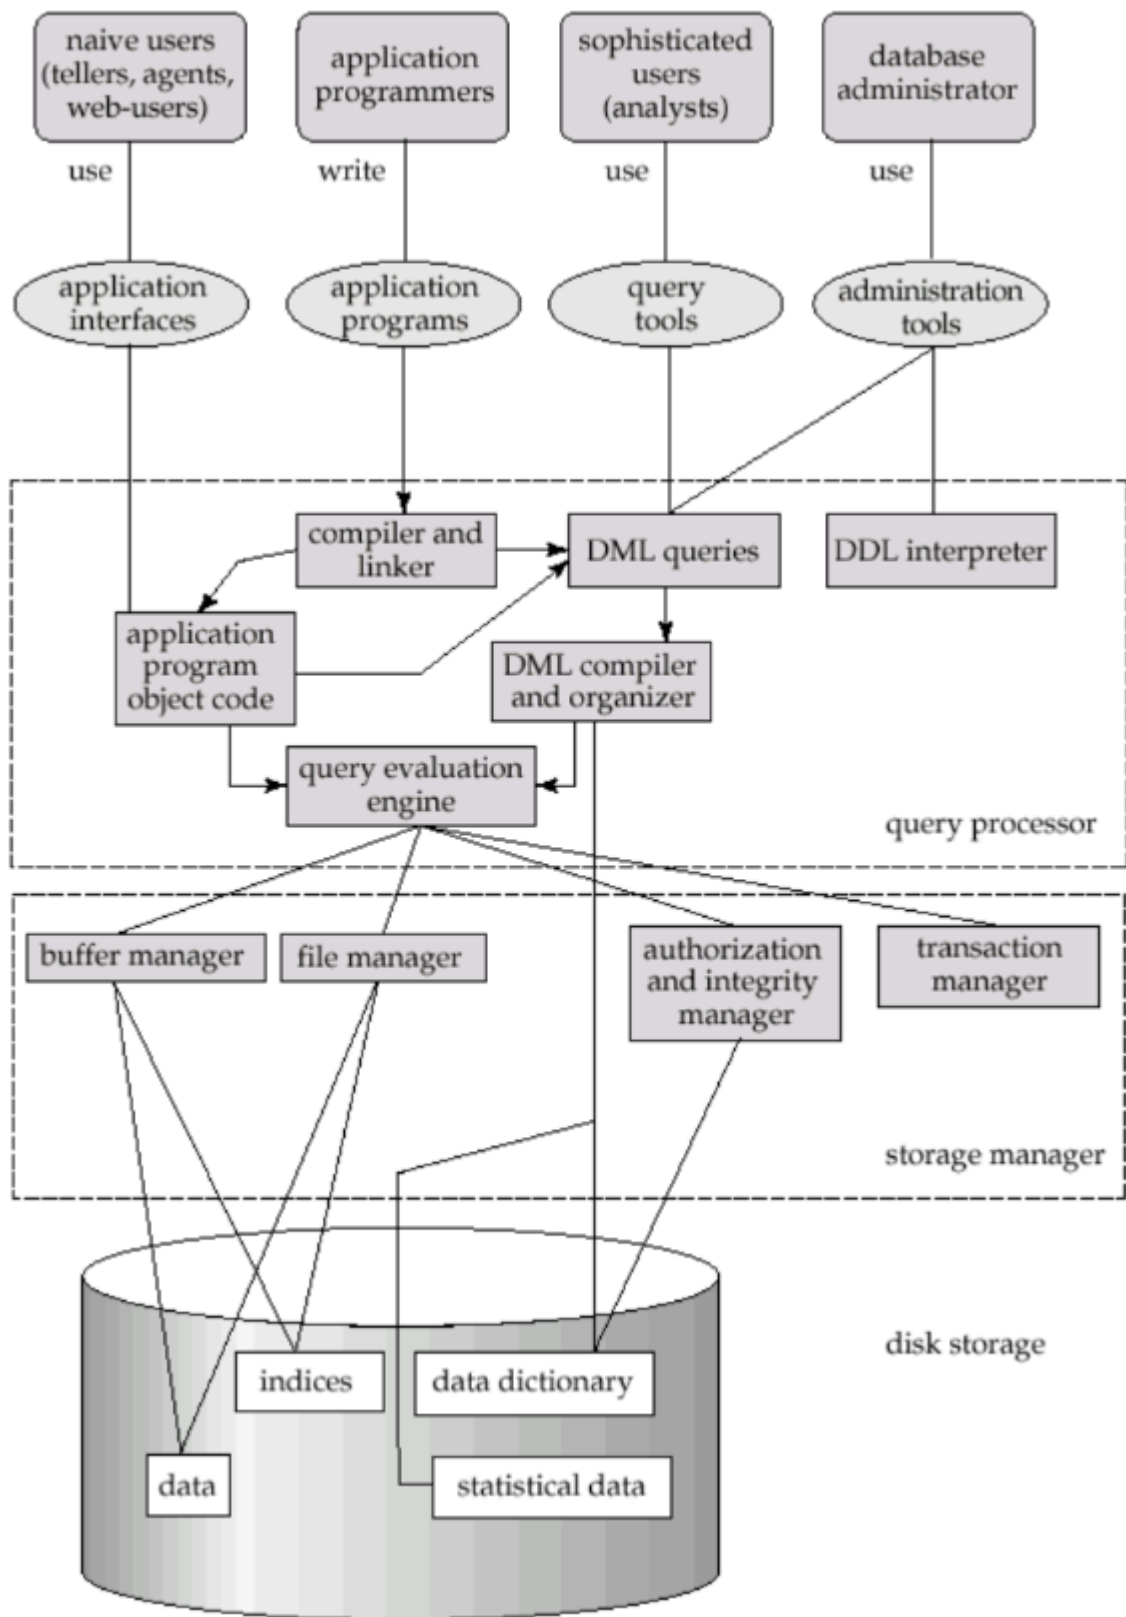 naive users
(tellers, agents,
web-users)
application
programmers
sophisticated
users
(analysts)
database
administrator
use
write
use
use
application
interfaces
application
programs
query
tools
administration
tools
compiler and
linker
DML queries
DDL interpreter
application
program
object code
DML compiler
and organizer
query evaluation
engine
query processor
buffer manager
file manager
authorization
and integrity
manager
transaction
manager
storage manager
disk storage
indices
data dictionary
data
statistical data